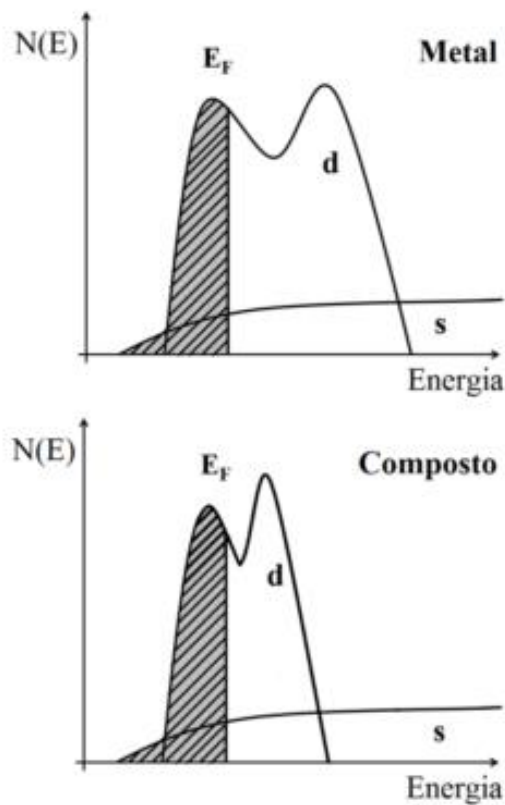 N(E)
E_F
Metal
d
s
Energia
N(E)
E_F
Composto
d
s
Energia